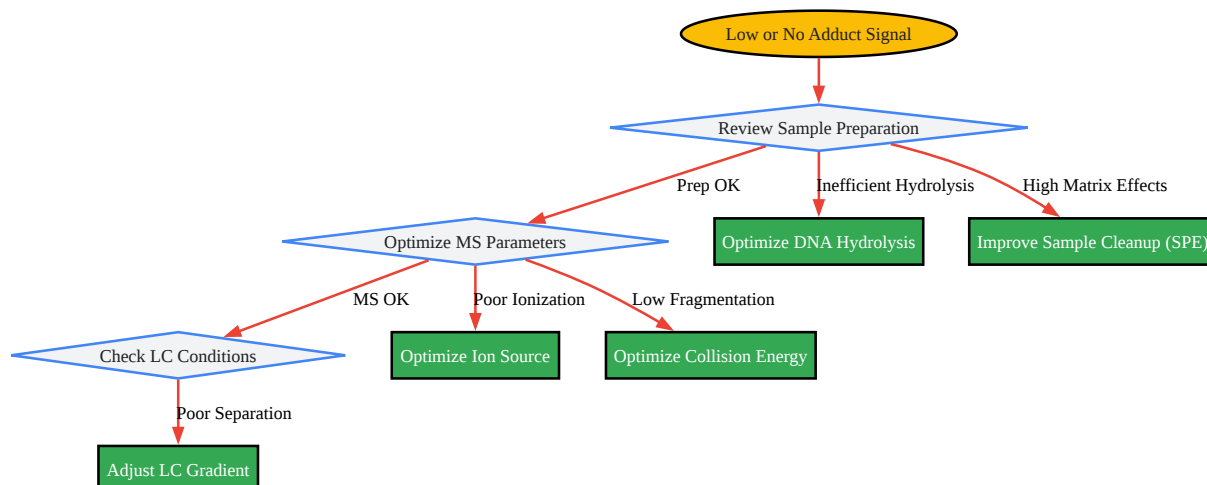 Low or No Adduct Signal
Review Sample Preparation
Prep OK
Inefficient Hydrolysis
High Matrix Effects
Optimize MS Parameters
Optimize DNA Hydrolysis
Improve Sample Cleanup (SPE)
MS OK
Poor Ionization
Low Fragmentation
Check LC Conditions
Optimize Ion Source
Optimize Collision Energy
Poor Separation
Adjust LC Gradient